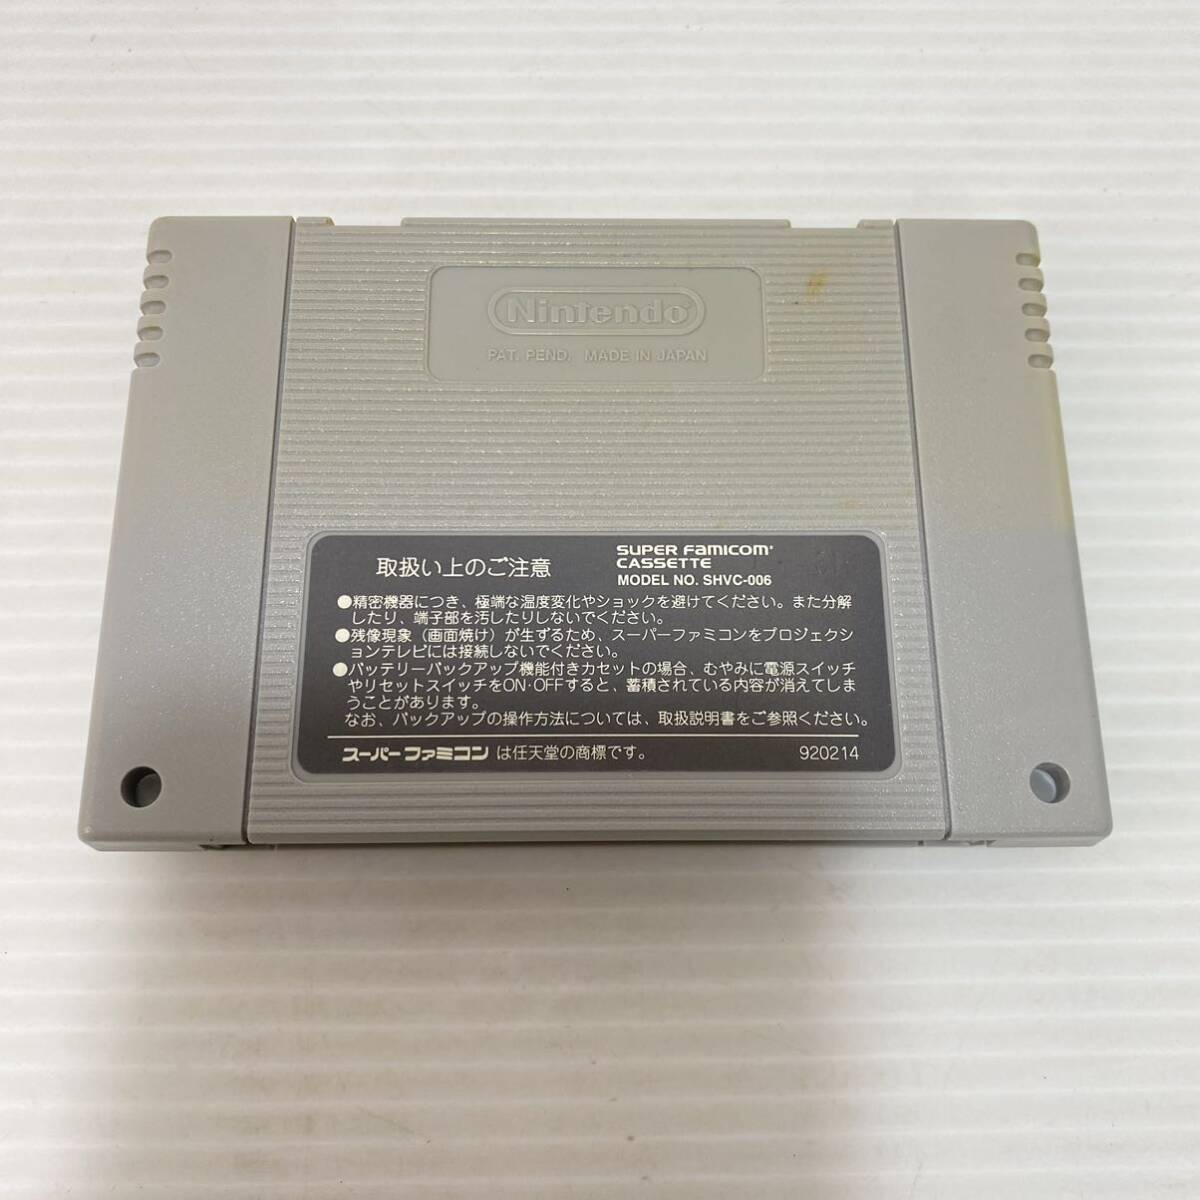 Nintendo
PAT. PEND. MADE IN JAPAN
取扱い上のご注意
SUPER FAMICOM
CASSETTE
MODEL NO. SHVC-006
●精密機器につき、極端な温度変化やショックを避けてください。また分解
したり、端子部を汚したりしないでください。
●残像現象（画面焼け）が生ずるため、スーパーファミコンをプロジェクシ
ョンテレビには接続しないでください。
●バッテリーバックアップ機能付きカセットの場合、むやみに電源スイッチ
やリセットスイッチをON・OFFすると、蓄積されている内容が消えてしま
うことがあります。
なお、バックアップの操作方法については、取扱説明書をご参照ください。
スーパーファミコン は任天堂の商標です。
920214